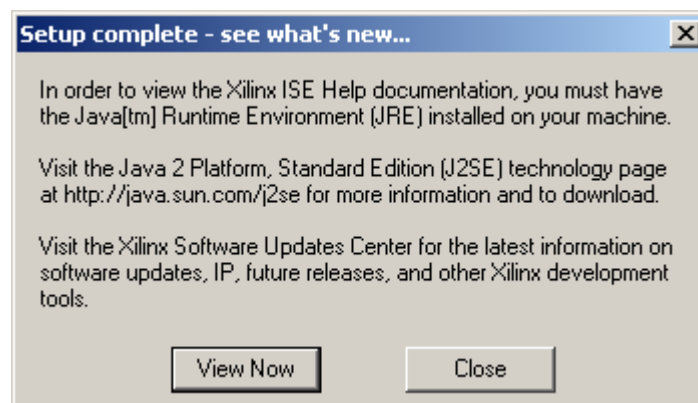 Setup complete - see what's new...
In order to view the Xilinx ISE Help documentation, you must have
the Java[tm] Runtime Environment (JRE) installed on your machine.
Visit the Java 2 Platform, Standard Edition (J2SE) technology page
at http://java.sun.com/j2se for more information and to download.
Visit the Xilinx Software Updates Center for the latest information on
software updates, IP, future releases, and other Xilinx development
tools.
View Now
Close